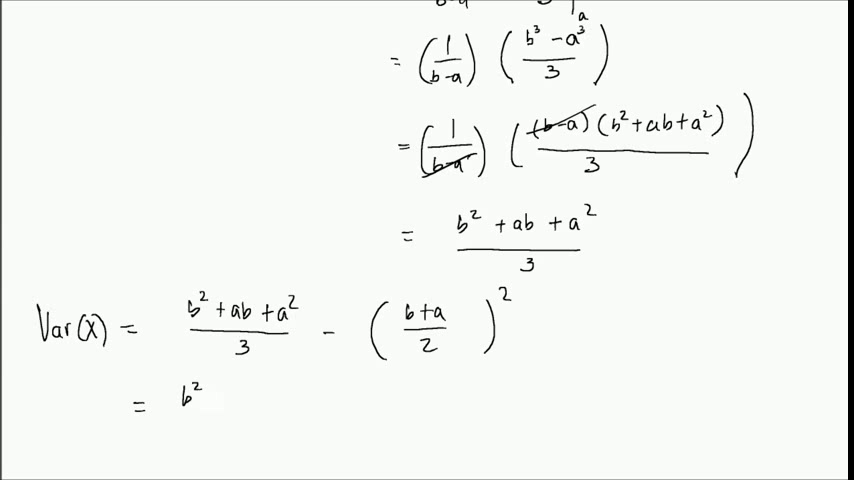 = (1/(b-a)) ((b³ - a³)/3)
= (1/(b-a)) ((b-a)(b² + ab + a²)/3)
= (b² + ab + a²)/3
Var(X) = (b² + ab + a²)/3 - ((b+a)/2)²
= b²